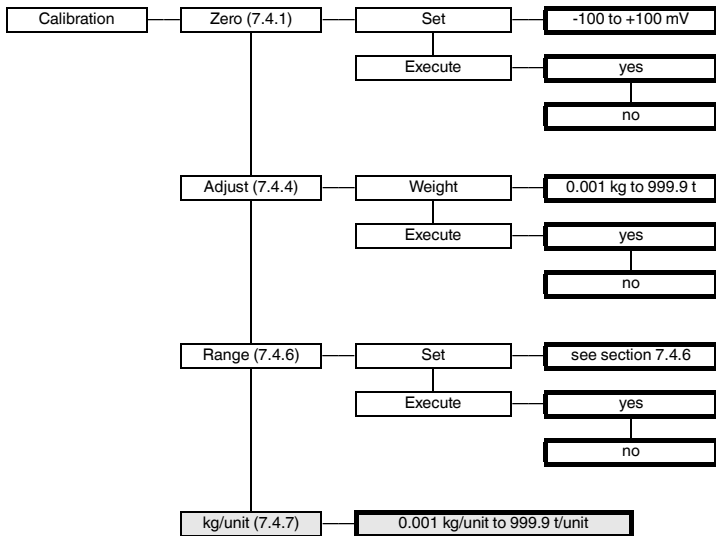 Calibration
Zero (7.4.1)
Set
-100 to +100 mV
Execute
yes
no
Adjust (7.4.4)
Weight
0.001 kg to 999.9 t
Execute
yes
no
Range (7.4.6)
Set
see section 7.4.6
Execute
yes
no
kg/unit (7.4.7)
0.001 kg/unit to 999.9 t/unit